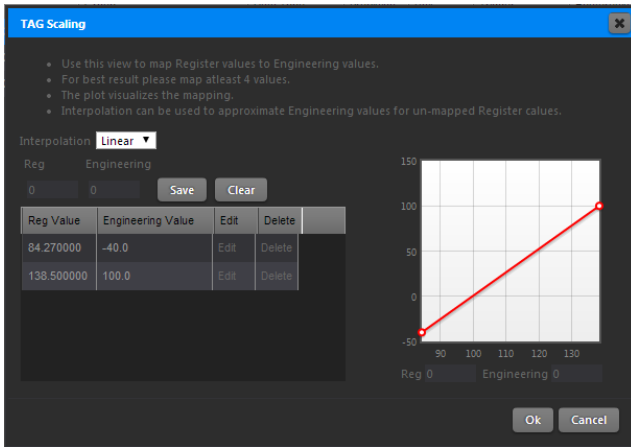 TAG Scaling
Use this view to map Register values to Engineering values.
For best result please map atleast 4 values.
The plot visualizes the mapping.
Interpolation can be used to approximate Engineering values for un-mapped Register calues.
Interpolation Linear
Reg Engineering
0 0 Save Clear
Reg Value Engineering Value Edit Delete
84.270000 -40.0 Edit Delete
138.500000 100.0 Edit Delete
150
100
50
0
-50
90 100 110 120 130
Reg 0 Engineering 0
Ok Cancel